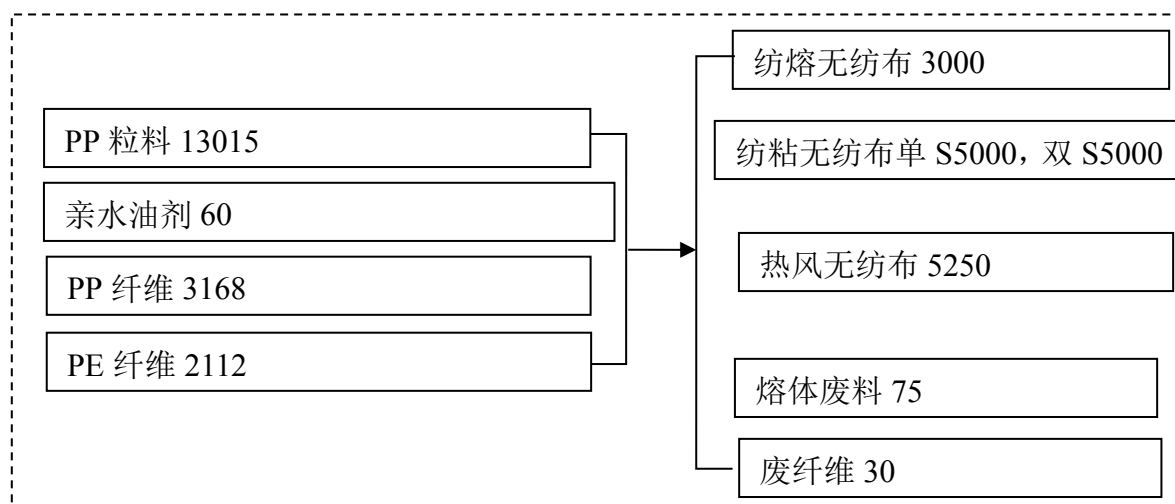 PP 粒料 13015
亲水油剂 60
PP 纤维 3168
PE 纤维 2112
纺熔无纺布 3000
纺粘无纺布单 S5000，双 S5000
热风无纺布 5250
熔体废料 75
废纤维 30